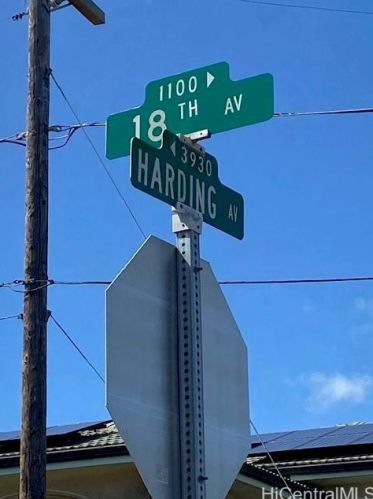 1100 ▶
18 TH AV
◀ 3930
HARDING AV
HiCentralMLS